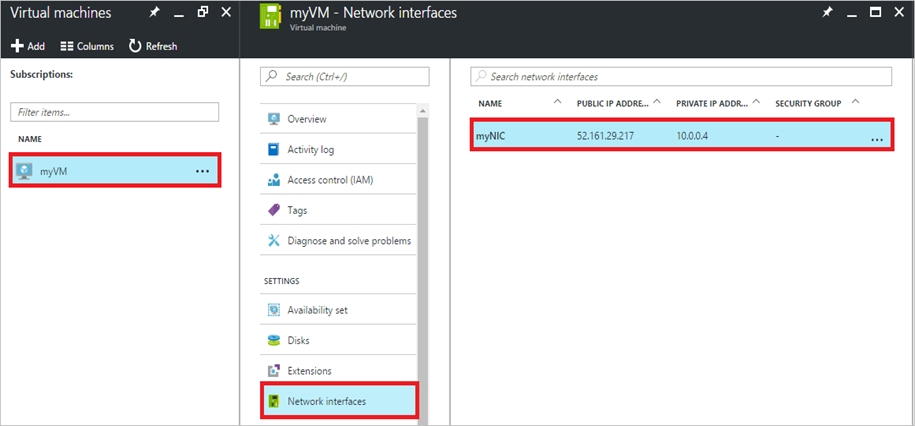 Virtual machines
Add Columns Refresh
Subscriptions:
Filter items...
NAME
myVM ...
myVM - Network interfaces
Virtual machine
Search (Ctrl+/)
Overview
Activity log
Access control (IAM)
Tags
Diagnose and solve problems
SETTINGS
Availability set
Disks
Extensions
Network interfaces
Search network interfaces
NAME PUBLIC IP ADDRE... PRIVATE IP ADDR... SECURITY GROUP
myNIC 52.161.29.217 10.0.0.4 - ...